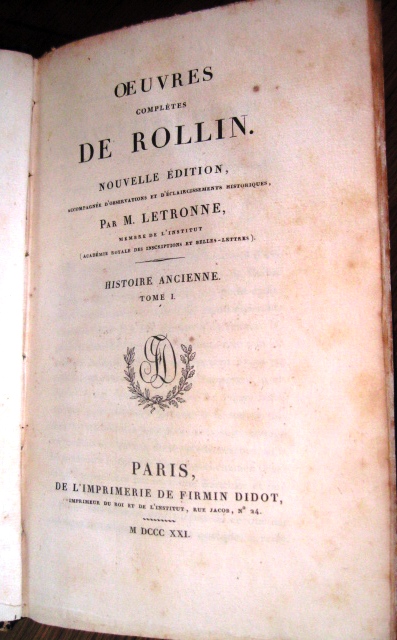 OEUVRES
COMPLÈTES
DE ROLLIN.
NOUVELLE ÉDITION,
ACCOMPAGNÉE D'OBSERVATIONS ET D'ÉCLAIRCISSEMENTS HISTORIQUES,
PAR M. LETRONNE,
MEMBRE DE L'INSTITUT
(ACADÉMIE ROYALE DES INSCRIPTIONS ET BELLES-LETTRES).
HISTOIRE ANCIENNE.
TOME I.
FD
PARIS,
DE L'IMPRIMERIE DE FIRMIN DIDOT,
IMPRIMEUR DU ROI ET DE L'INSTITUT, RUE JACOB, N° 24.
M DCCC XXI.